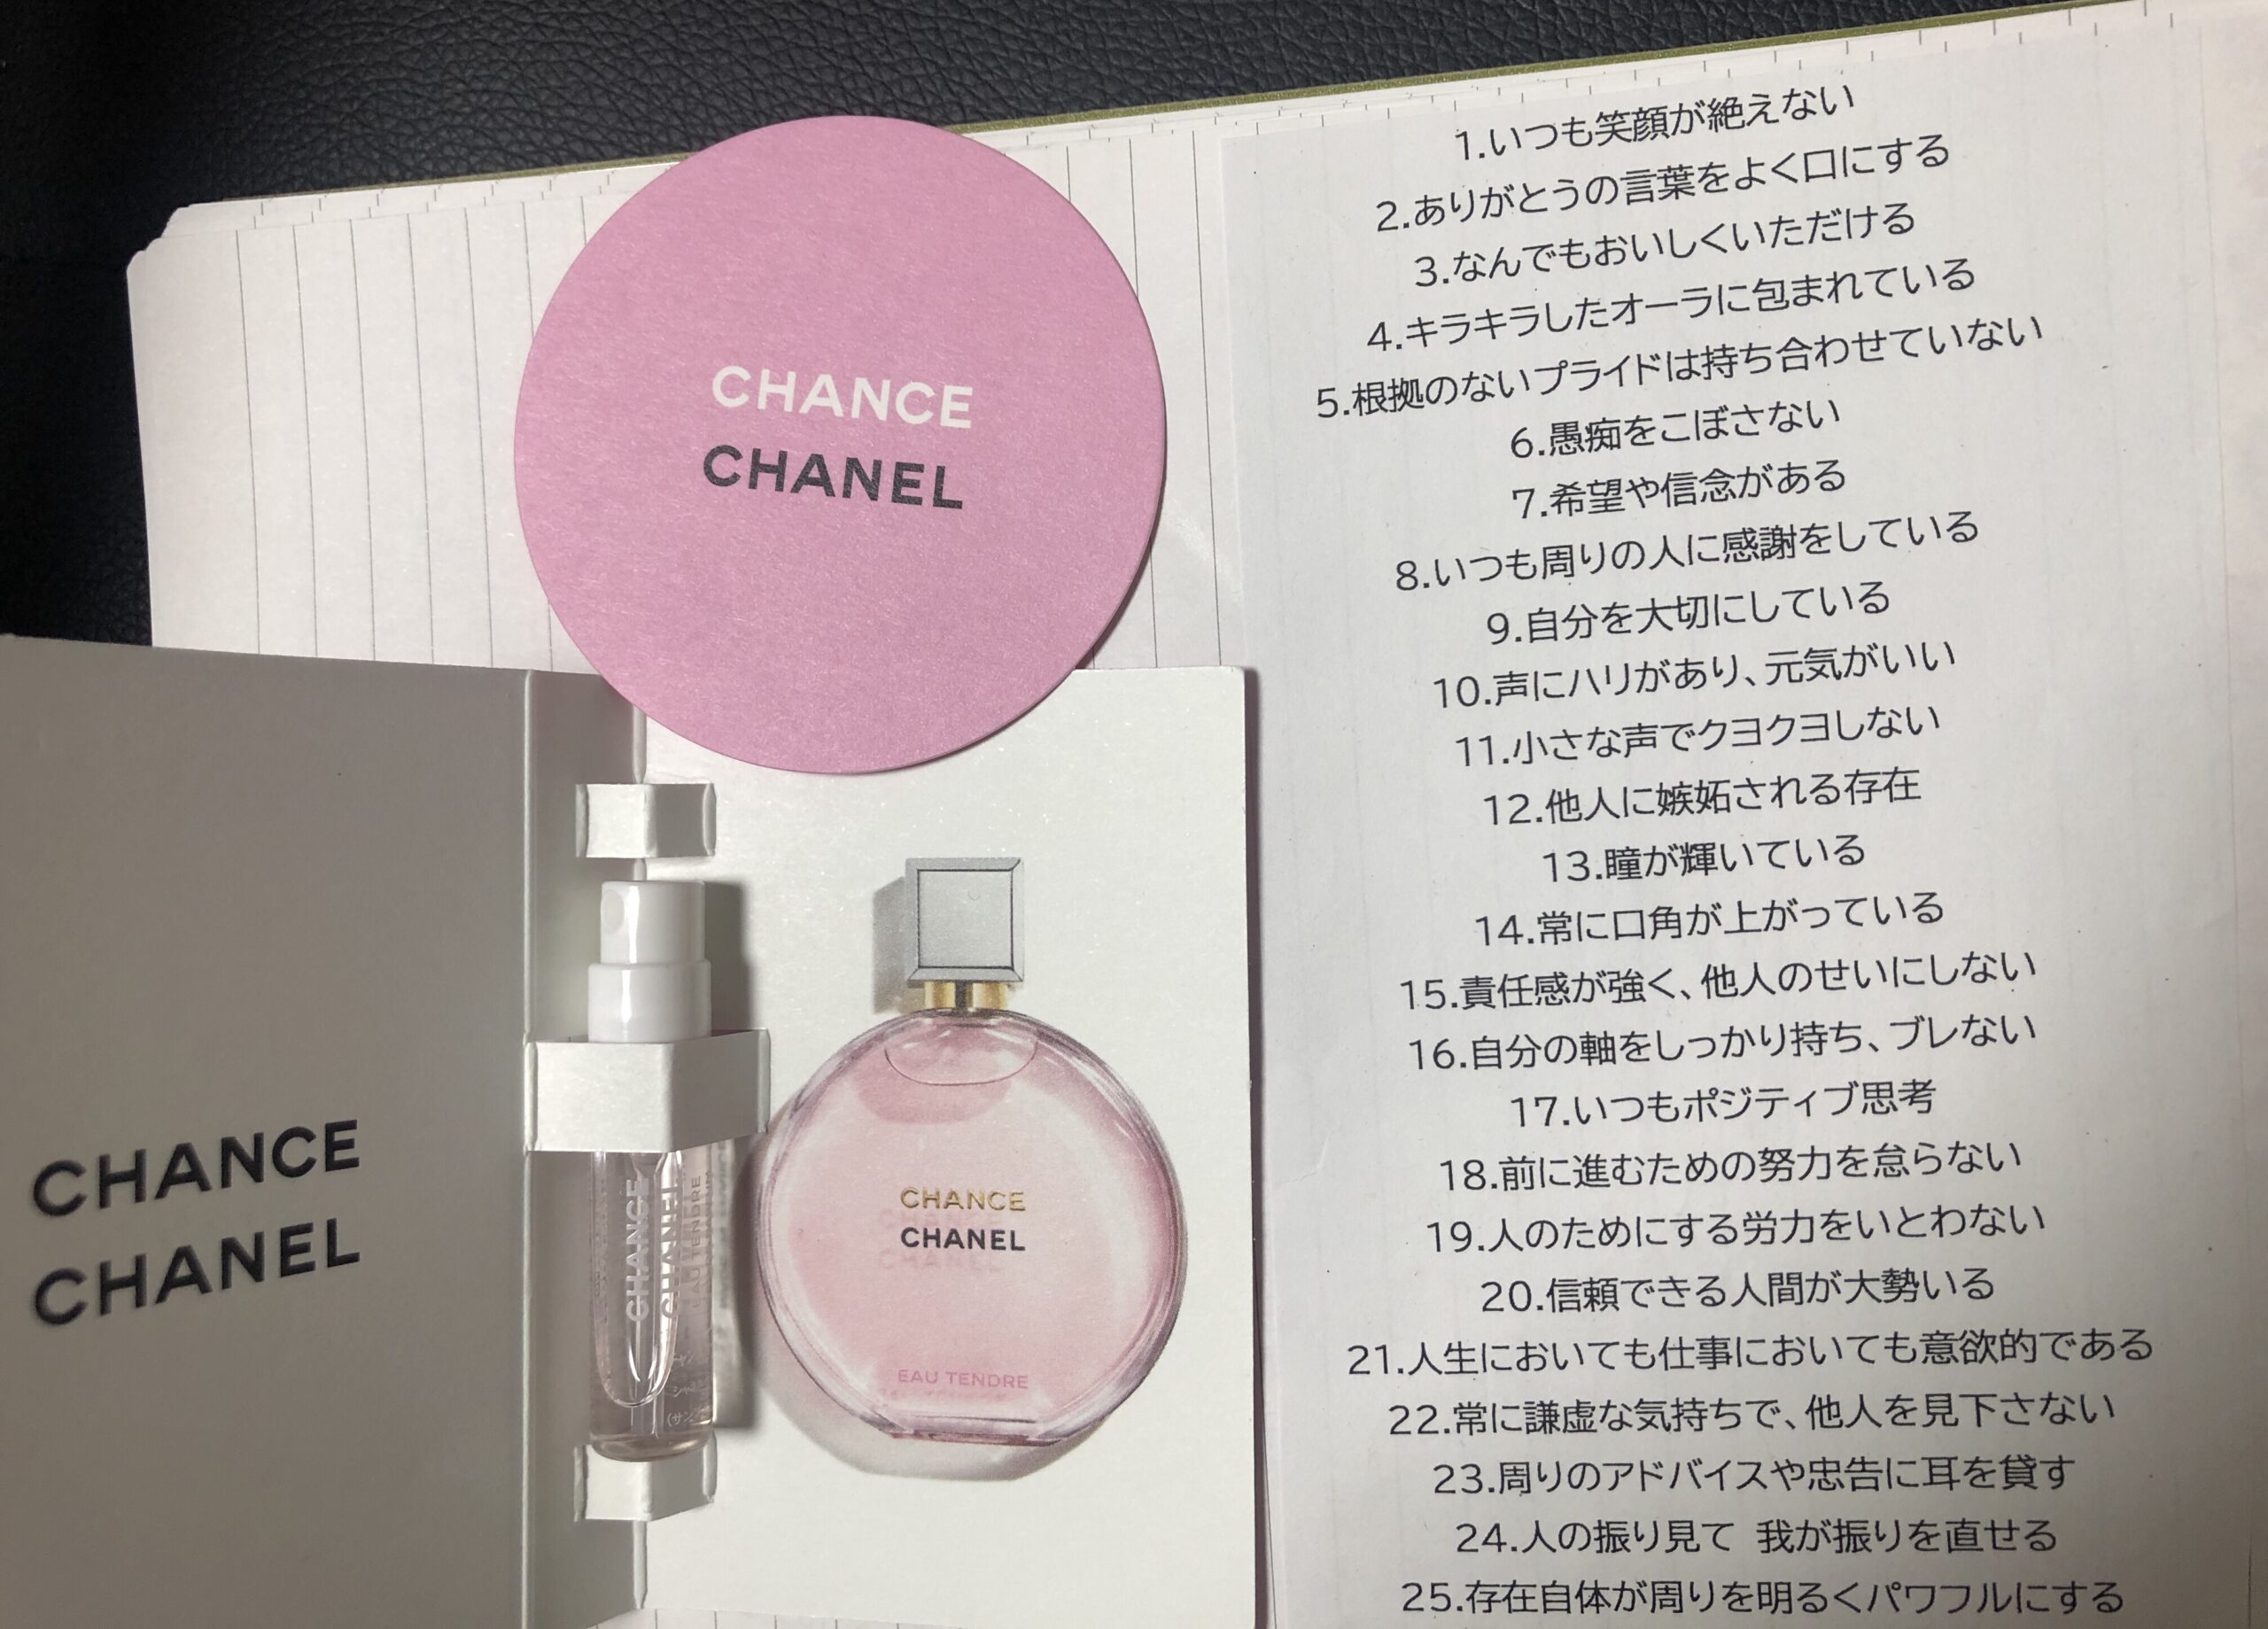 CHANCE
CHANEL
CHANCE
CHANEL
CHANCE
CHANEL
EAU TENDRE
CHANCE
CHANEL
EAU TENDRE
1.いつも笑顔が絶えない
2.ありがとうの言葉をよく口にする
3.なんでもおいしくいただける
4.キラキラしたオーラに包まれている
5.根拠のないプライドは持ち合わせていない
6.愚痴をこぼさない
7.希望や信念がある
8.いつも周りの人に感謝をしている
9.自分を大切にしている
10.声にハリがあり、元気がいい
11.小さな声でクヨクヨしない
12.他人に嫉妬される存在
13.瞳が輝いている
14.常に口角が上がっている
15.責任感が強く、他人のせいにしない
16.自分の軸をしっかり持ち、ブレない
17.いつもポジティブ思考
18.前に進むための努力を怠らない
19.人のためにする労力をいとわない
20.信頼できる人間が大勢いる
21.人生においても仕事においても意欲的である
22.常に謙虚な気持ちで、他人を見下さない
23.周りのアドバイスや忠告に耳を貸す
24.人の振り見て 我が振りを直せる
25.存在自体が周りを明るくパワフルにする